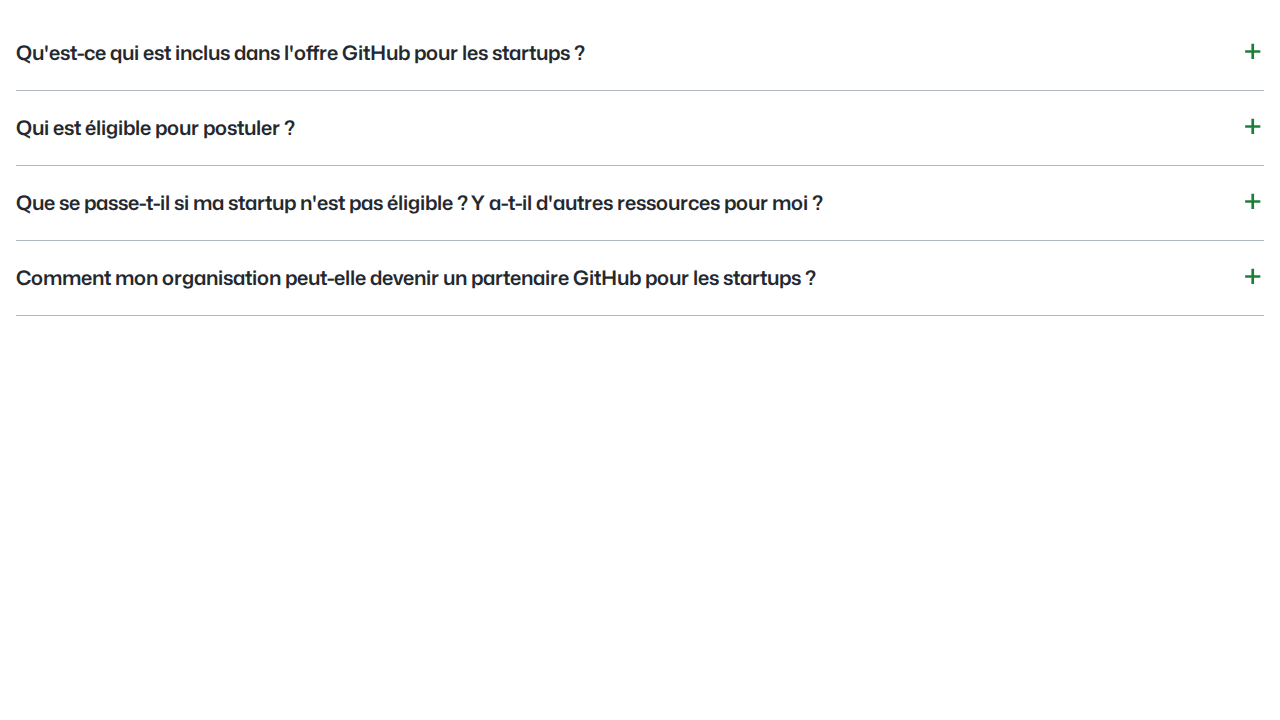 Qu'est-ce qui est inclus dans l'offre GitHub pour les startups ?
Qui est éligible pour postuler ?
Que se passe-t-il si ma startup n'est pas éligible ? Y a-t-il d'autres ressources pour moi ?
Comment mon organisation peut-elle devenir un partenaire GitHub pour les startups ?